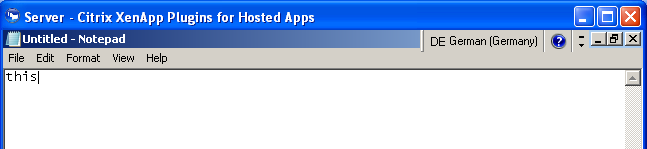 Server - Citrix XenApp Plugins for Hosted Apps
Untitled - Notepad DE German (Germany) ?
File Edit Format View Help
this